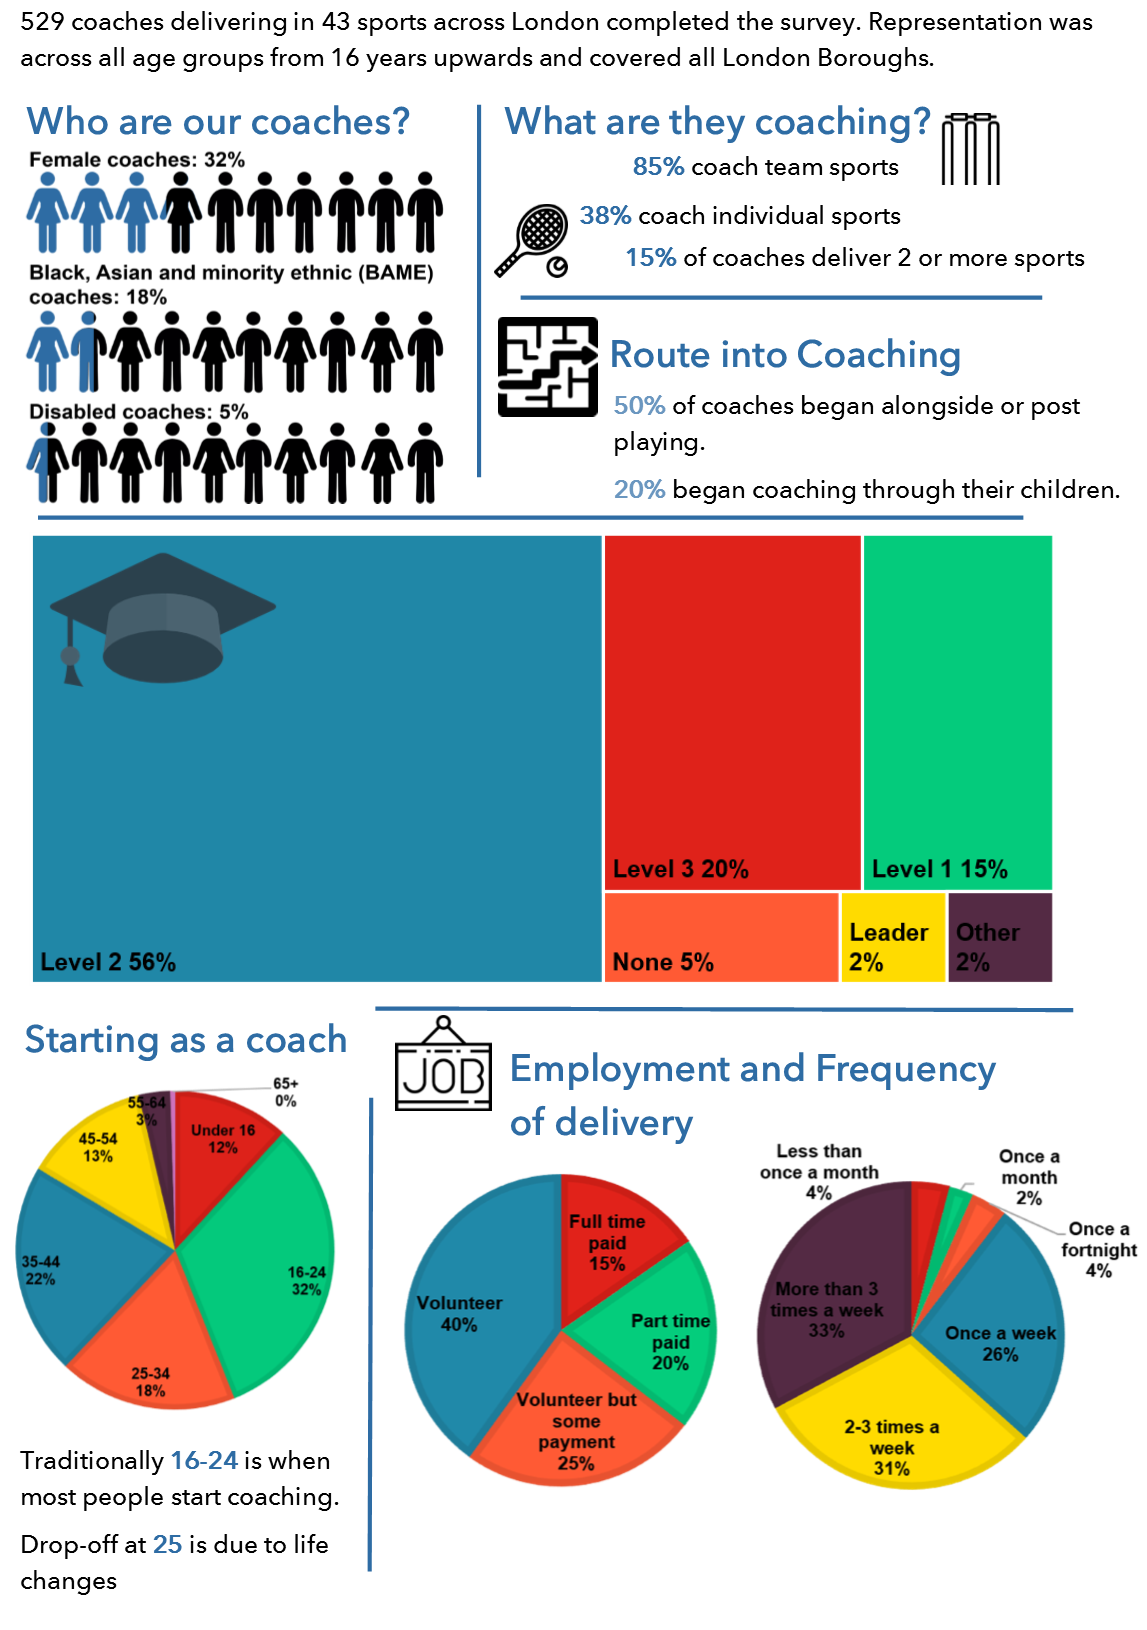 529 coaches delivering in 43 sports across London completed the survey. Representation was
across all age groups from 16 years upwards and covered all London Boroughs.
Who are our coaches?
Female coaches: 32%
Black, Asian and minority ethnic (BAME)
coaches: 18%
Disabled coaches: 5%
What are they coaching?
85% coach team sports
38% coach individual sports
15% of coaches deliver 2 or more sports
Route into Coaching
50% of coaches began alongside or post
playing.
20% began coaching through their children.
Level 2 56%
Level 3 20%
Level 1 15%
None 5%
Leader
2%
Other
2%
Starting as a coach
65+
0%
Under 16
12%
16-24
32%
25-34
18%
35-44
22%
45-54
13%
55-64
3%
Traditionally 16-24 is when
most people start coaching.
Drop-off at 25 is due to life
changes
JOB
Employment and Frequency
of delivery
Full time
paid
15%
Part time
paid
20%
Volunteer but
some
payment
25%
Volunteer
40%
Less than
once a month
4%
Once a
month
2%
Once a
fortnight
4%
Once a week
26%
2-3 times a
week
31%
More than 3
times a week
33%